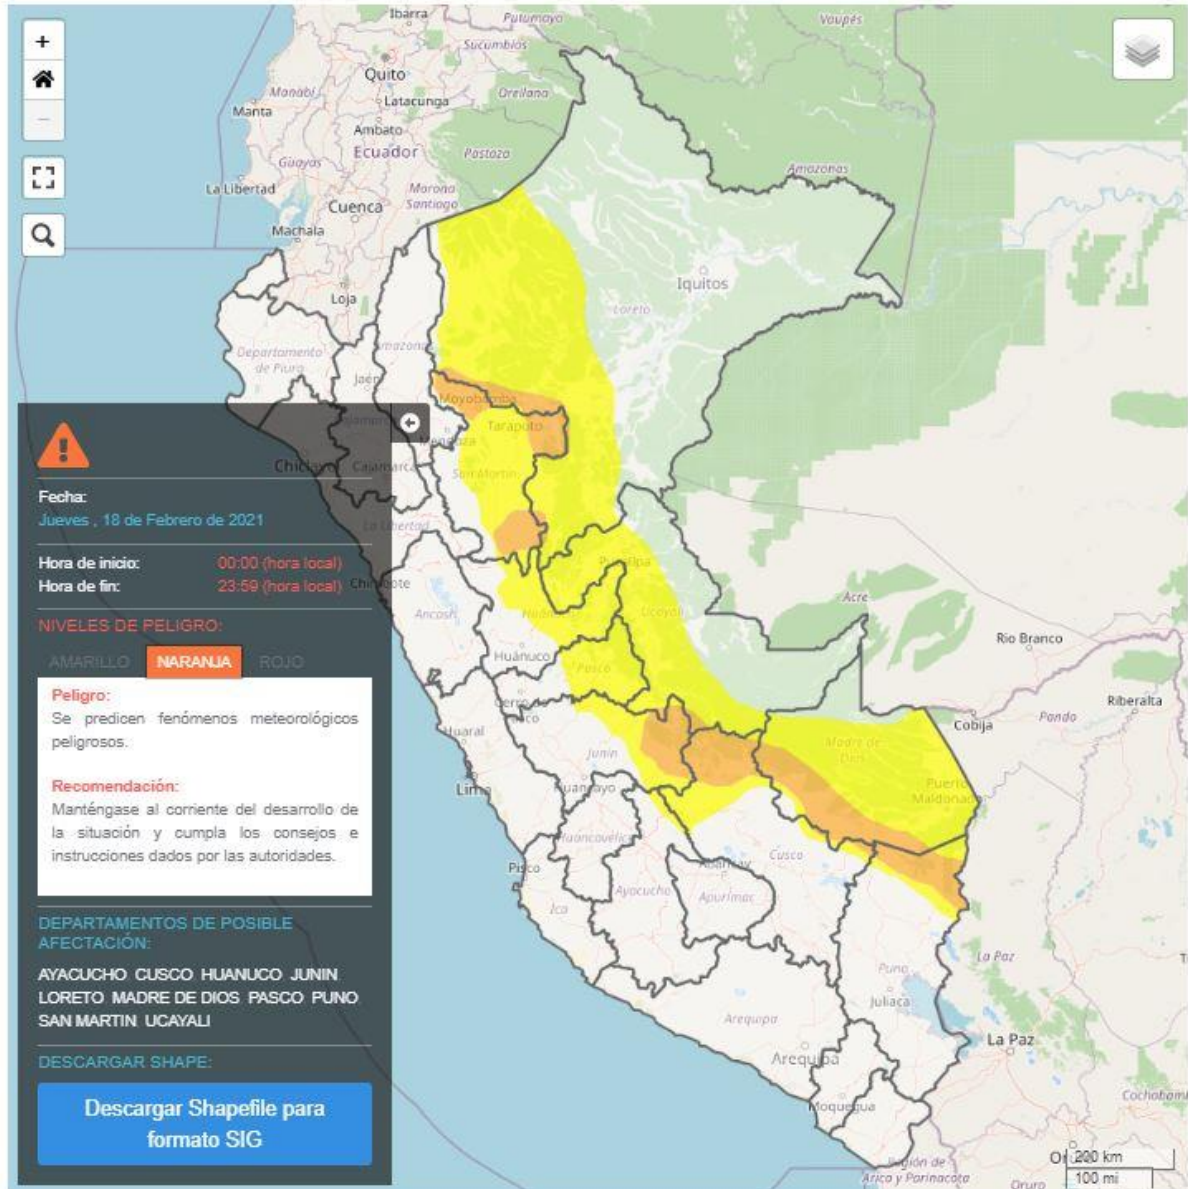 Ibarra
Putumayo
Vaupés
Sucumbíos
Quito
Manabí
Orellana
Latacunga
Manta
Ambato
Ecuador
Pastaza
Guayas
Amazonas
La Libertad
Morona
Santiago
Cuenca
Machala
Iquitos
Loja
Loreto
Departamento
de Piura
Jaén
Moyobamba
Tarapoto
Mendoza
Chiclayo
Cajamarca
San Martín
La Libertad
Chimbote
Pucallpa
Ancash
Ucayali
Acre
Rio Branco
Huánuco
Pasco
Cerro de
Pasco
Huaral
Cobija
Pando
Riberalta
Junín
Madre de
Dios
Puerto
Maldonado
Lima
Huancayo
Huancavelica
Cusco
Abancay
Pisco
Ayacucho
Apurímac
Ica
La Paz
Puno
Juliaca
Arequipa
La Paz
Arequipa
Moquegua
Cochabamb
Región de
Arica y Parinacota
Oruro
200 km
100 mi
Fecha:
Jueves , 18 de Febrero de 2021
Hora de inicio: 00:00 (hora local)
Hora de fin: 23:59 (hora local)
NIVELES DE PELIGRO:
AMARILLO NARANJA ROJO
Peligro:
Se predicen fenómenos meteorológicos
peligrosos.
Recomendación:
Manténgase al corriente del desarrollo de
la situación y cumpla los consejos e
instrucciones dados por las autoridades.
DEPARTAMENTOS DE POSIBLE
AFECTACIÓN:
AYACUCHO CUSCO HUANUCO JUNIN
LORETO MADRE DE DIOS PASCO PUNO
SAN MARTIN UCAYALI
DESCARGAR SHAPE:
Descargar Shapefile para
formato SIG